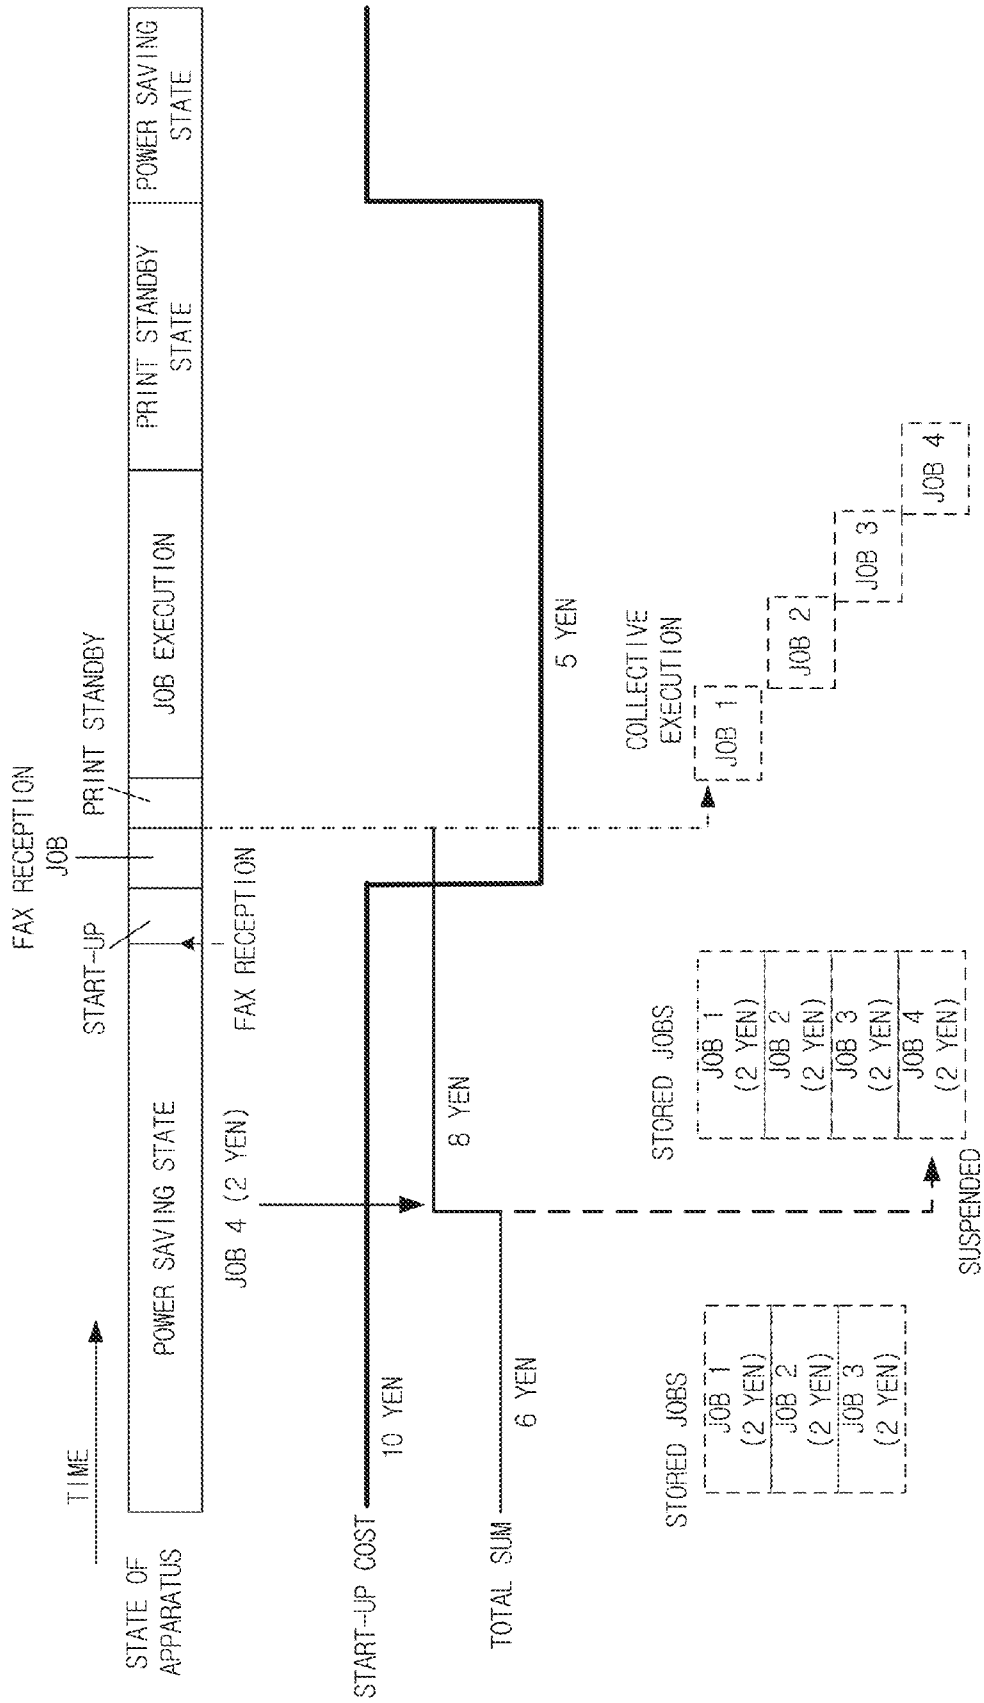 TIME
STATE OF
APPARATUS
POWER SAVING STATE
START-UP
FAX RECEPTION
JOB
PRINT STANDBY
JOB EXECUTION
PRINT STANDBY
STATE
POWER SAVING
STATE
JOB 4 (2 YEN)
FAX RECEPTION
START-UP COST
10 YEN
5 YEN
TOTAL SUM
6 YEN
8 YEN
STORED JOBS
JOB 1
(2 YEN)
JOB 2
(2 YEN)
JOB 3
(2 YEN)
STORED JOBS
JOB 1
(2 YEN)
JOB 2
(2 YEN)
JOB 3
(2 YEN)
JOB 4
(2 YEN)
SUSPENDED
COLLECTIVE
EXECUTION
JOB 1
JOB 2
JOB 3
JOB 4